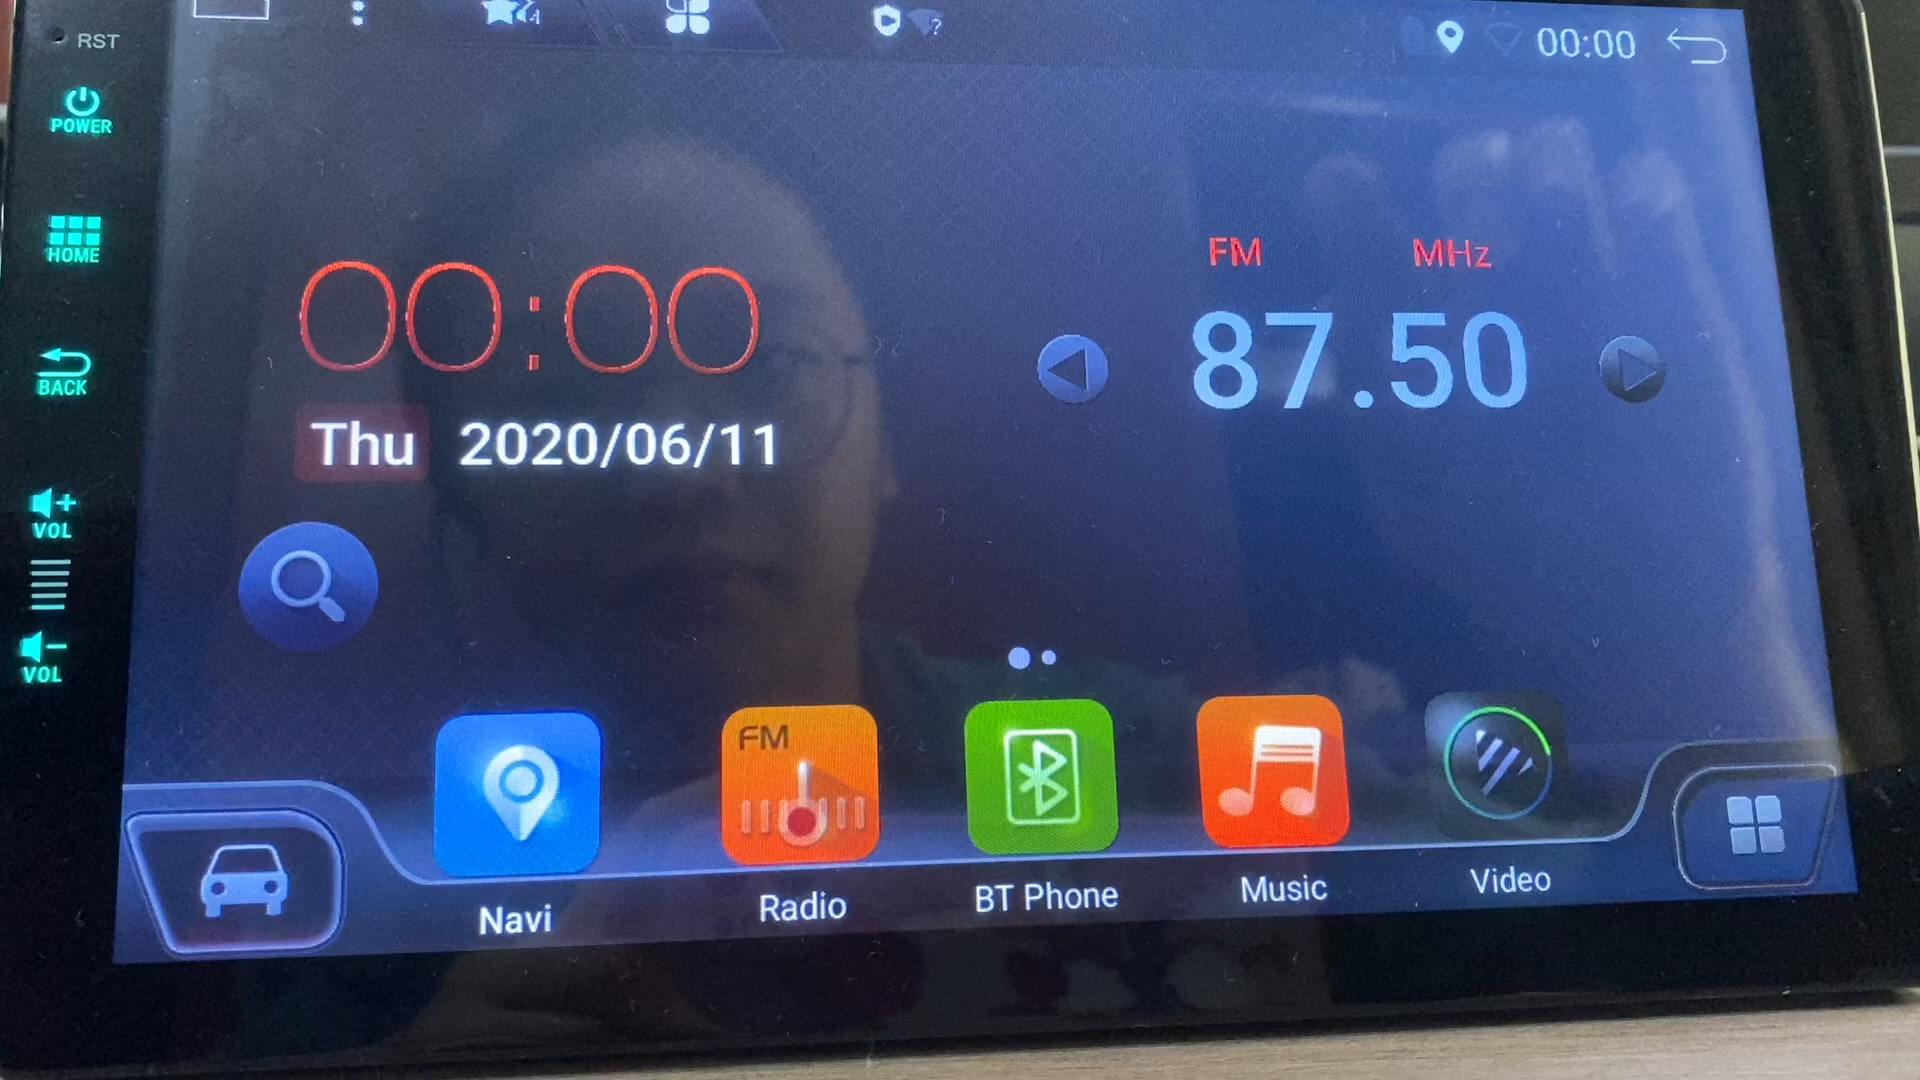 RST
00:00
POWER
HOME
FM MHz
00:00
87.50
BACK
Thu 2020/06/11
VOL
VOL
FM
Navi
Radio
BT Phone
Music
Video